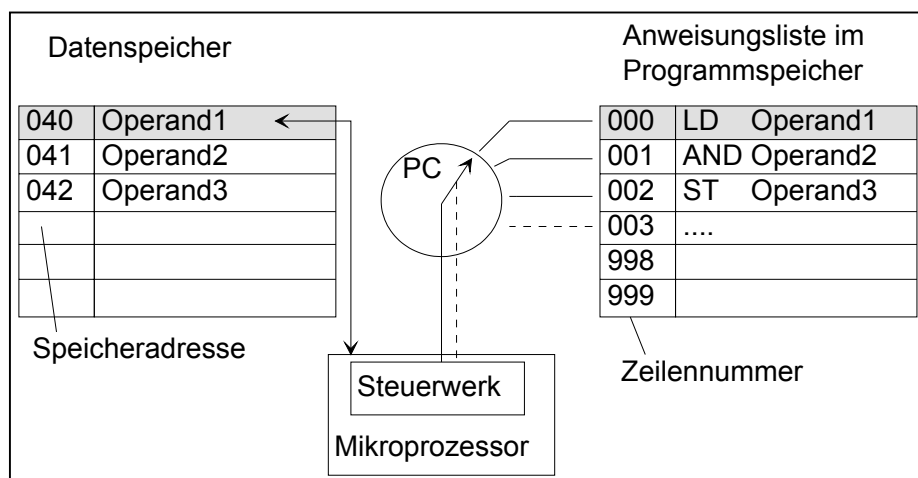 Datenspeicher
Anweisungsliste im
Programmspeicher
040 Operand1
041 Operand2
042 Operand3
PC
000 LD Operand1
001 AND Operand2
002 ST Operand3
003 ....
998
999
Speicheradresse
Zeilennummer
Steuerwerk
Mikroprozessor